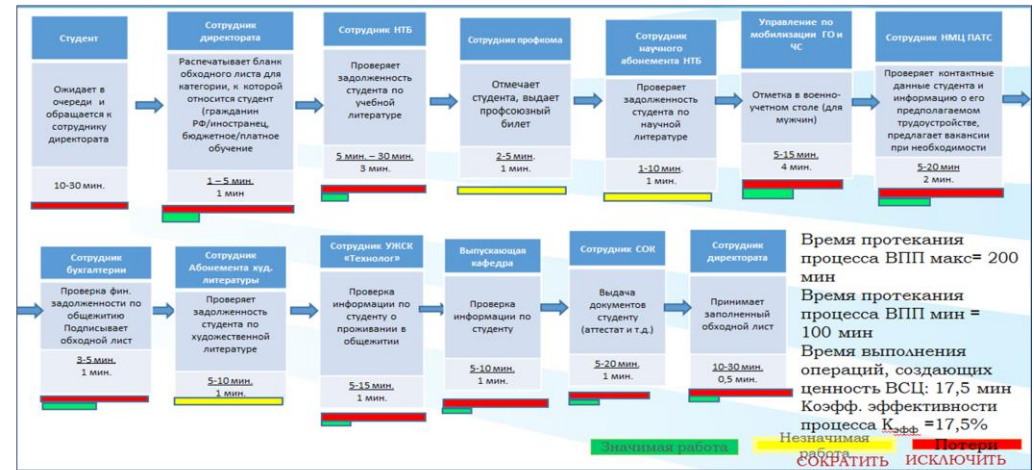 Студент
Ожидает в
очереди и
обращается к
сотруднику
директората
10-30 мин.
Сотрудник
директората
Распечатывает бланк
обходного листа для
категории, к которой
относится студент
(гражданин
РФ/иностранец,
бюджетное/платное
обучение
1 – 5 мин.
1 мин
Сотрудник НТБ
Проверяет
задолженность
студента по
учебной
литературе
5 мин. – 30 мин.
3 мин.
Сотрудник профкома
Отмечает
студента, выдает
профсоюзный
билет
2-5 мин.
1 мин.
Сотрудник
научного
абонемента НТБ
Проверяет
задолженность
студента по
научной
литературе
1-10 мин.
1 мин.
Управление по
мобилизации ГО и
ЧС
Отметка в военно-
учетном столе (для
мужчин)
5-15 мин.
4 мин.
Сотрудник НМЦ ПАТС
Проверяет контактные
данные студента и
информацию о его
предполагаемом
трудоустройстве,
предлагает вакансии
при необходимости
5-20 мин
2 мин.
Сотрудник
бухгалтерии
Проверка фин.
задолженности по
общежитию
Подписывает
обходной лист
3-5 мин.
1 мин.
Сотрудник
Абонемента худ.
литературы
Проверяет
задолженность
студента по
художественной
литературе
5-10 мин.
1 мин.
Сотрудник УЖСК
«Технолог»
Проверка
информации по
студенту о
проживании в
общежитии
5-15 мин.
1 мин.
Выпускающая
кафедра
Проверка
информации по
студенту
5-10 мин.
1 мин.
Сотрудник СОК
Выдача
документов
студенту
(аттестат и т.д.)
5-20 мин.
1 мин.
Сотрудник
директората
Принимает
заполненный
обходной лист
10-30 мин.
0,5 мин.
Время протекания
процесса ВПП макс= 200
мин
Время протекания
процесса ВПП мин =
100 мин
Время выполнения
операций, создающих
ценность ВСЦ: 17,5 мин
Коэфф. эффективности
процесса Кэфф =17,5%
Значимая работа
Незначимая
работа
Потери
СОКРАТИТЬ ИСКЛЮЧИТЬ